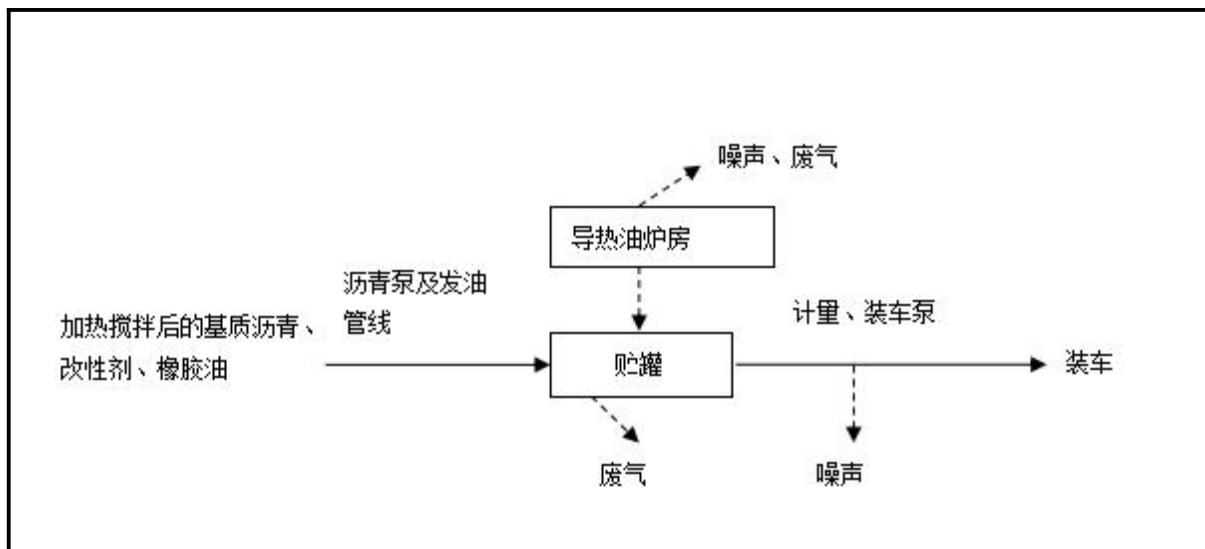 噪声、废气
导热油炉房
沥青泵及发油
管线
计量、装车泵
加热搅拌后的基质沥青、
改性剂、橡胶油
贮罐
装车
废气
噪声